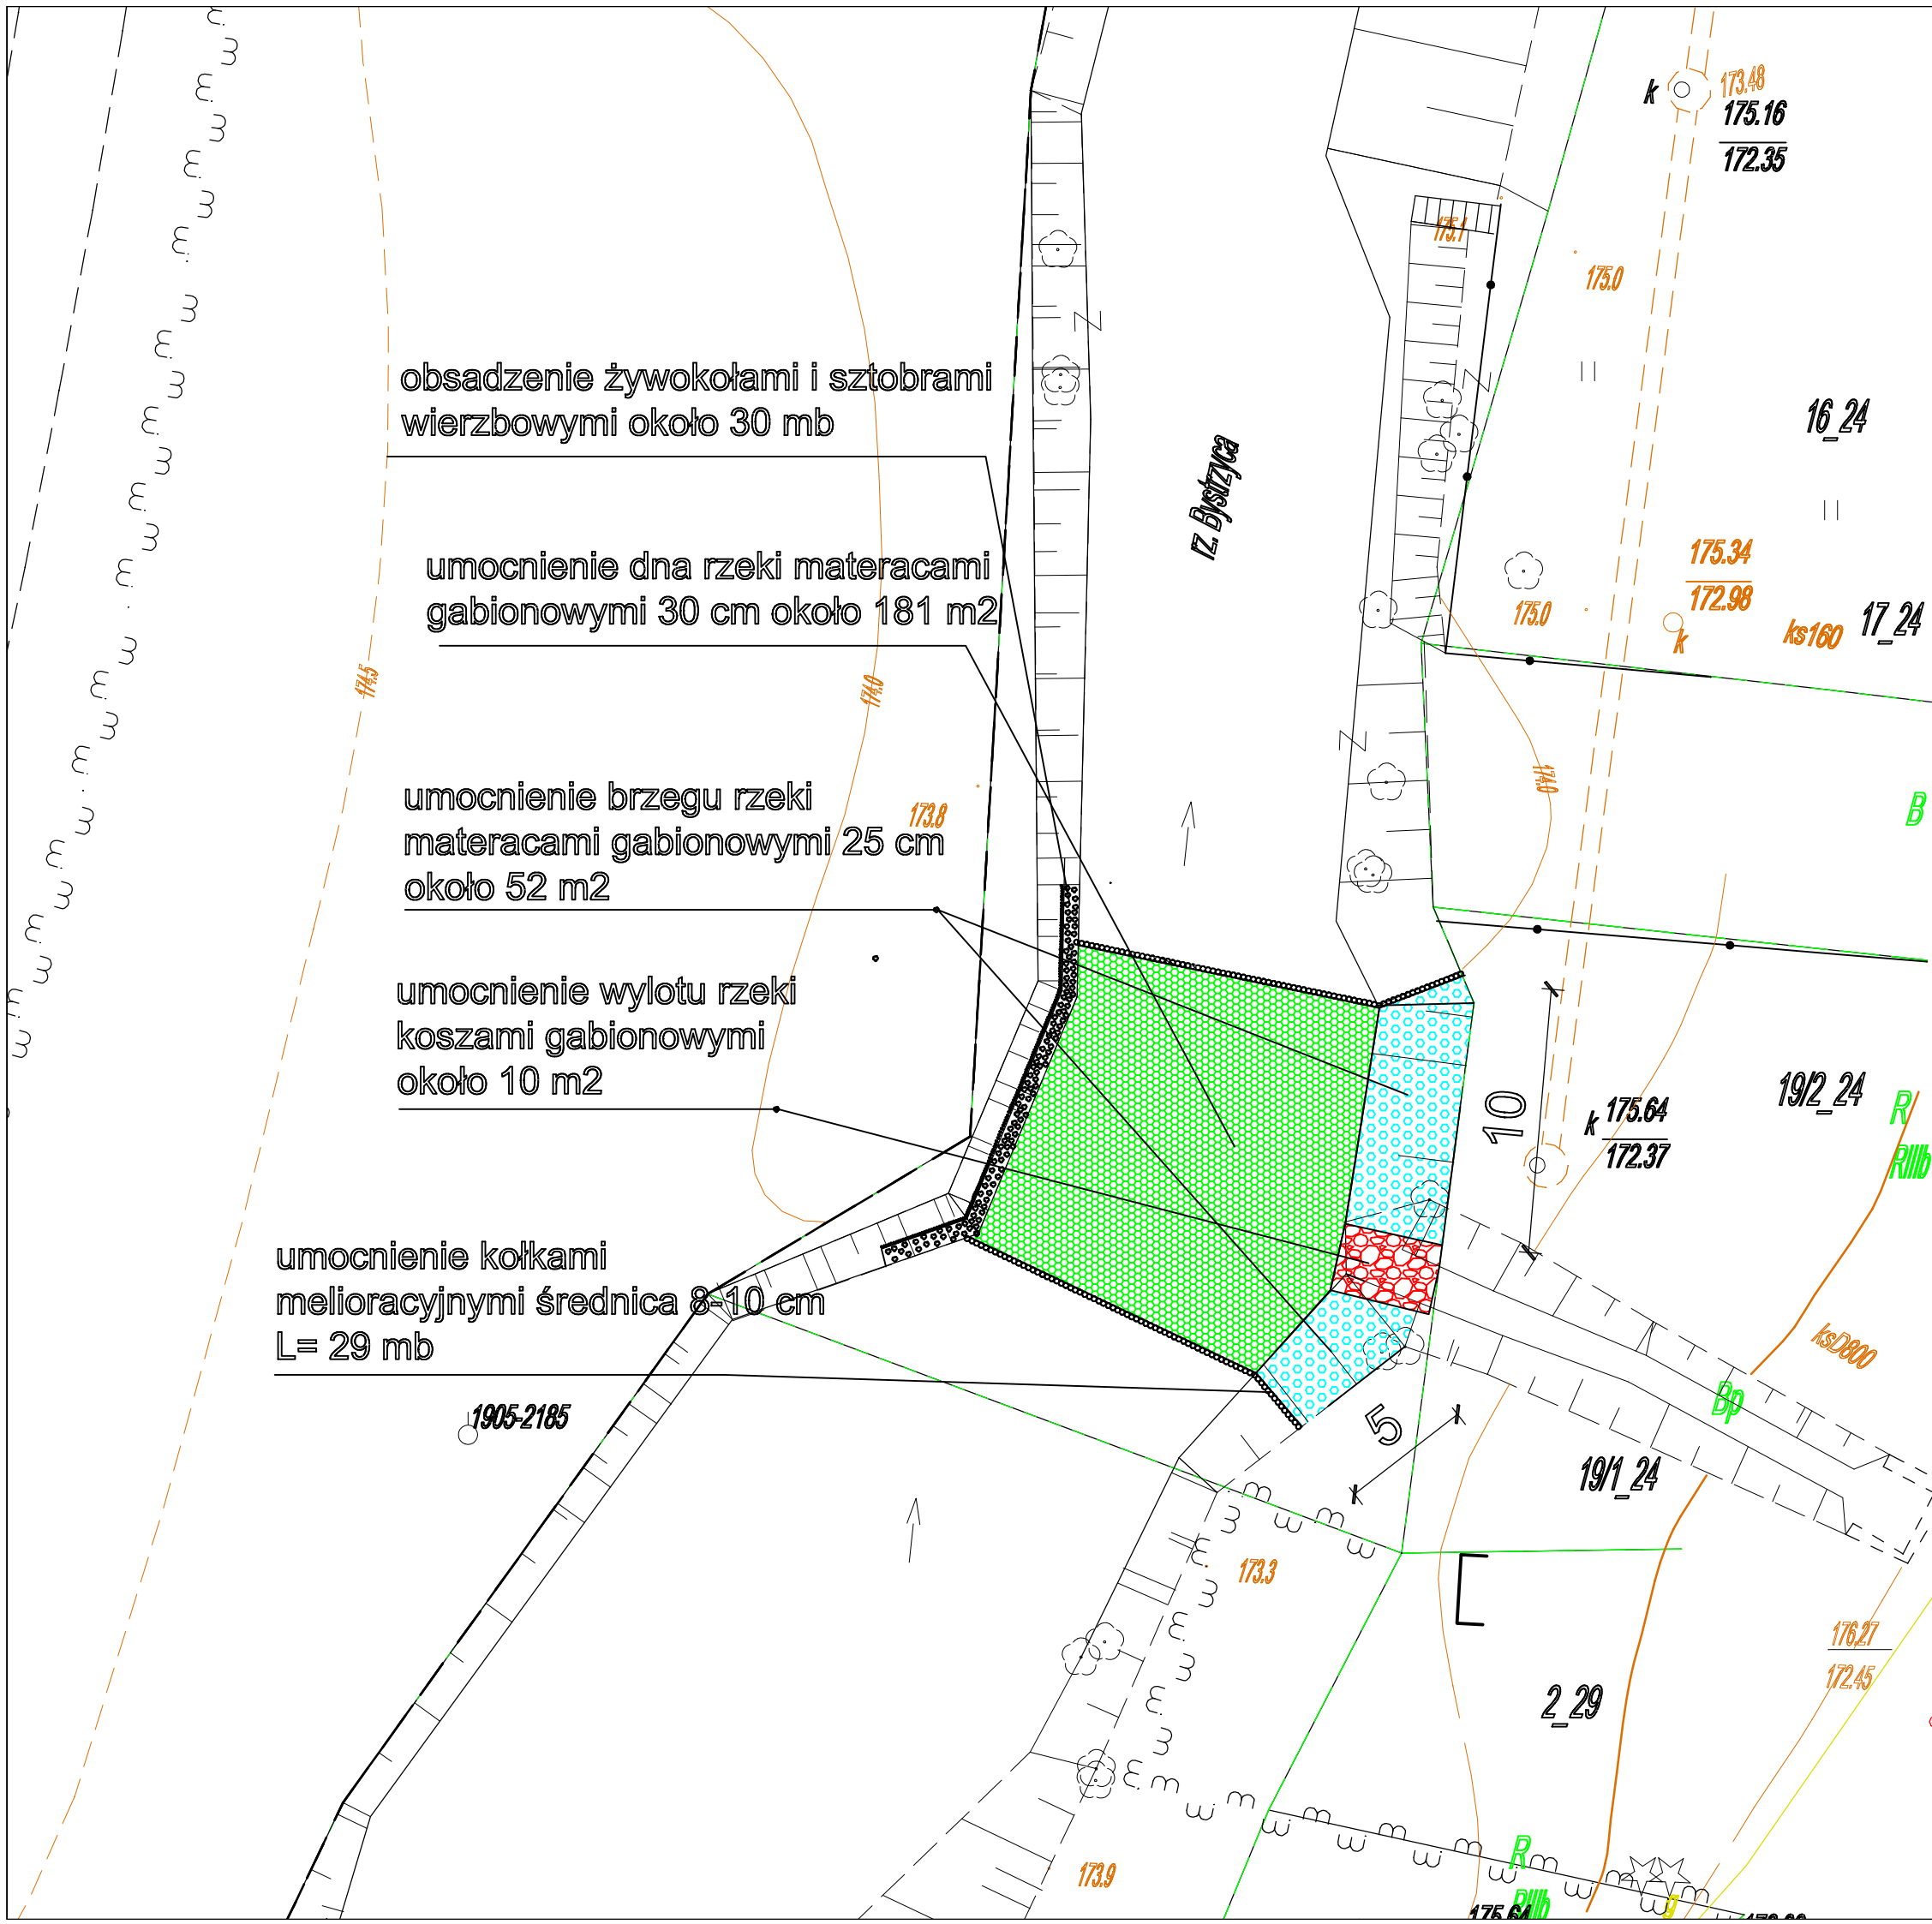 173.48
k
175.16
172.35
175.1
175.0
obsadzenie żywokołami i sztobrami
wierzbowymi około 30 mb
16_24
rz. Bystrzyca
umocnienie dna rzeki materacami
gabionowymi 30 cm około 181 m2
175.34
172.98
175.0
k
ks160
17_24
174.5
174.0
174.0
umocnienie brzegu rzeki
materacami gabionowymi 25 cm
około 52 m2
173.8
B
umocnienie wylotu rzeki
koszami gabionowymi
około 10 m2
10
k
175.64
172.37
19/2_24
R
RIIIb
umocnienie kołkami
melioracyjnymi średnica 8-10 cm
L= 29 mb
ksD800
Bp
1905-2185
5
19/1_24
173.3
176.27
172.45
2_29
173.9
R
RIIIb
175.64
g